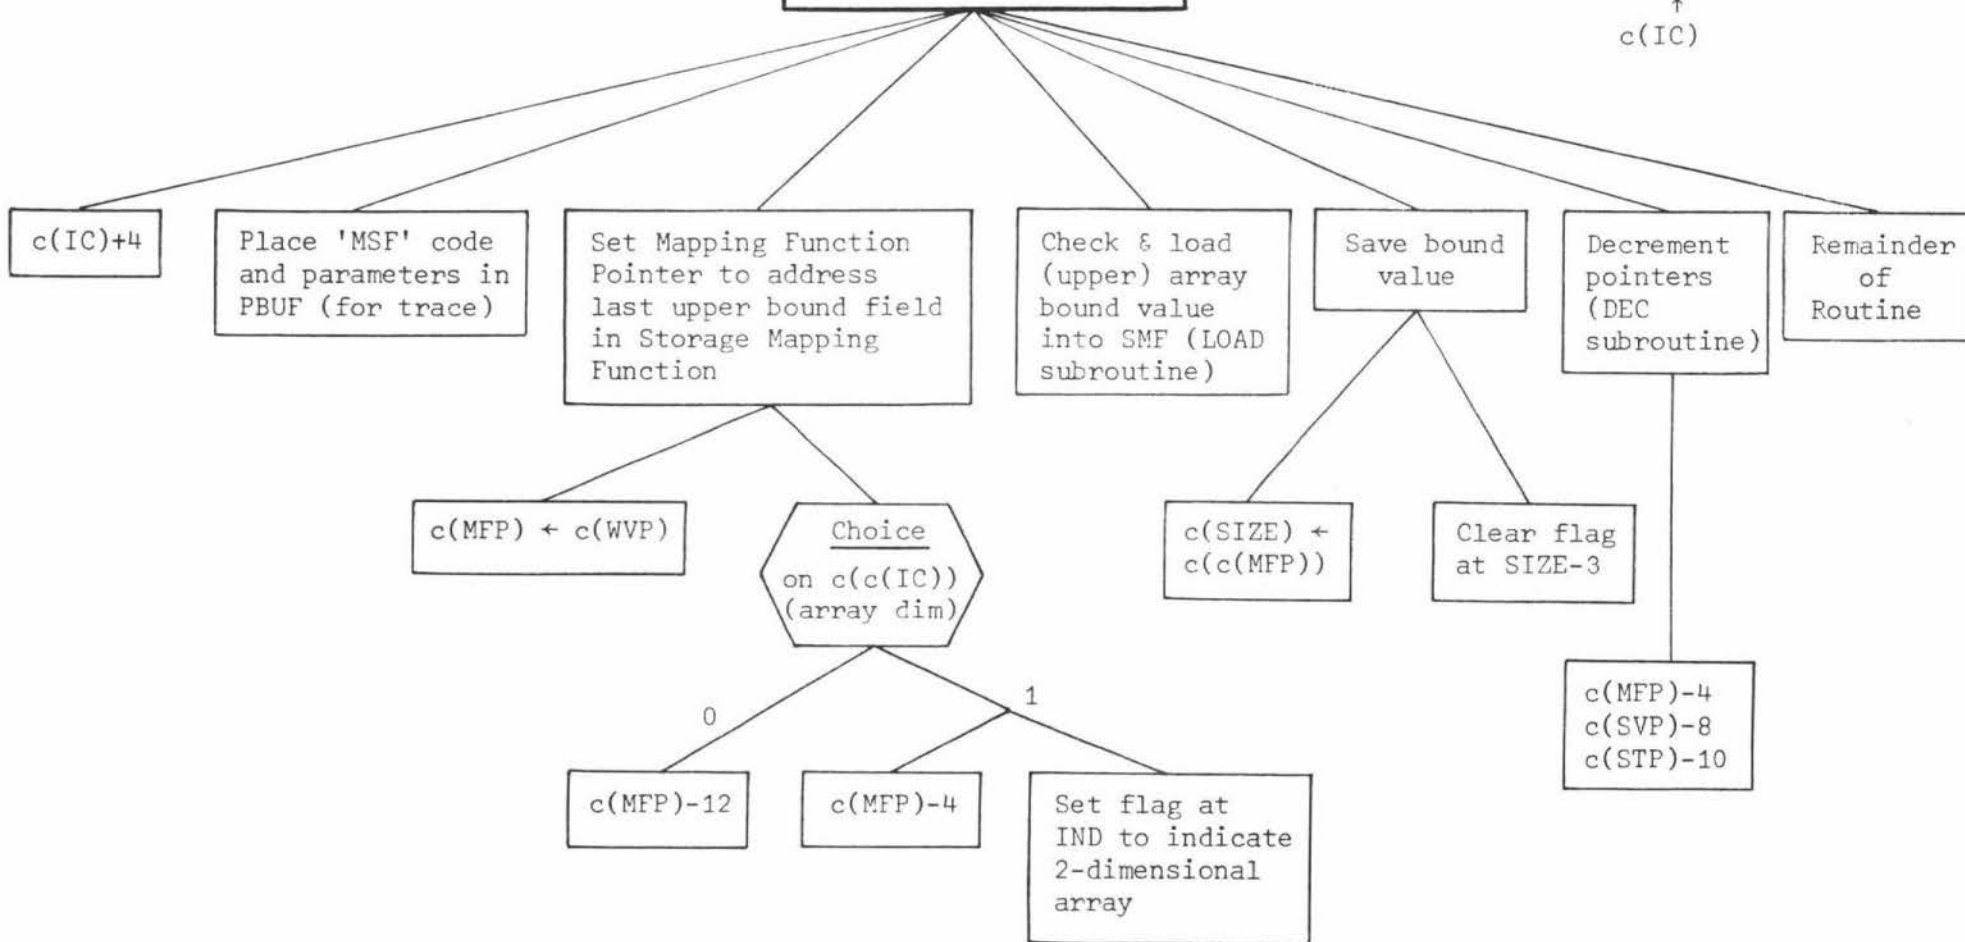 ↑
c(IC)
c(IC)+4
Place 'MSF' code
and parameters in
PBUF (for trace)
Set Mapping Function
Pointer to address
last upper bound field
in Storage Mapping
Function
Check & load
(upper) array
bound value
into SMF (LOAD
subroutine)
Save bound
value
Decrement
pointers
(DEC
subroutine)
Remainder
of
Routine
c(MFP) ← c(WVP)
Choice
on c(c(IC))
(array dim)
c(SIZE) ←
c(c(MFP))
Clear flag
at SIZE-3
0
1
c(MFP)-12
c(MFP)-4
Set flag at
IND to indicate
2-dimensional
array
c(MFP)-4
c(SVP)-8
c(STP)-10